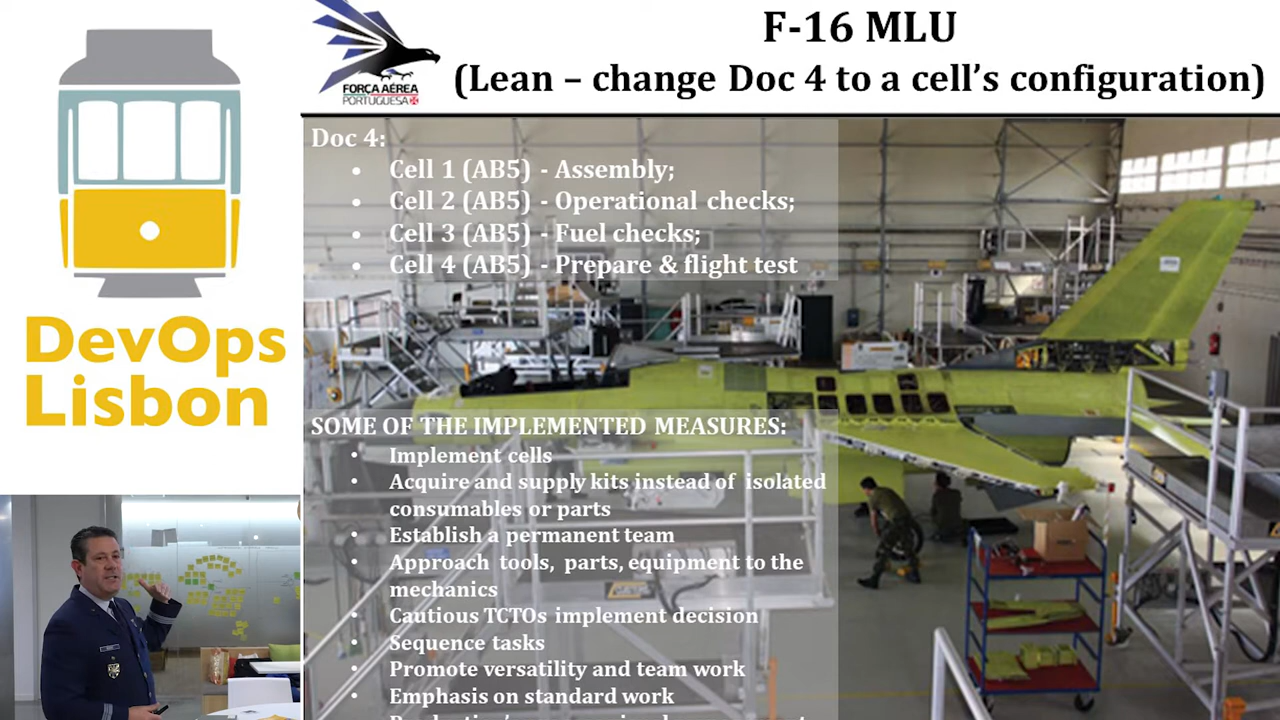 F-16 MLU
(Lean – change Doc 4 to a cell's configuration)
FORÇA AÉREA
PORTUGUESA
DevOps
Lisbon
Doc 4:
• Cell 1 (AB5) - Assembly;
• Cell 2 (AB5) - Operational checks;
• Cell 3 (AB5) - Fuel checks;
• Cell 4 (AB5) - Prepare & flight test
SOME OF THE IMPLEMENTED MEASURES:
• Implement cells
• Acquire and supply kits instead of isolated
consumables or parts
• Establish a permanent team
• Approach tools, parts, equipment to the
mechanics
• Cautious TCTOs implement decision
• Sequence tasks
• Promote versatility and team work
• Emphasis on standard work